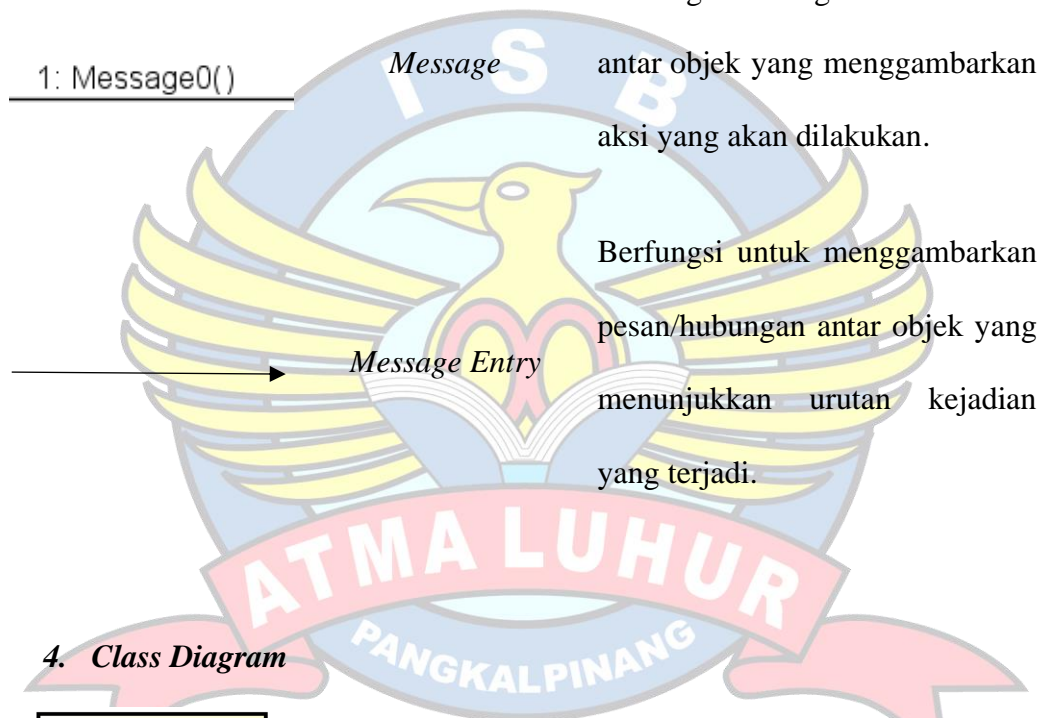 1: Message0()
Message
antar objek yang menggambarkan
aksi yang akan dilakukan.
Message Entry
Berfungsi untuk menggambarkan
pesan/hubungan antar objek yang
menunjukkan urutan kejadian
yang terjadi.
I S B
ATMA LUHUR
PANGKALPINANG
4. Class Diagram